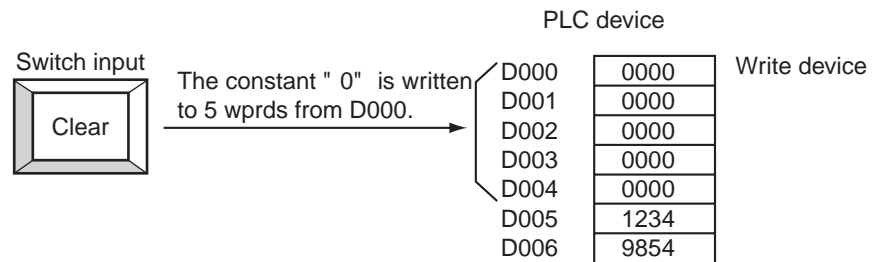 PLC device
Switch input
Clear
The constant " 0" is written
to 5 wprds from D000.
D000 0000 Write device
D001 0000
D002 0000
D003 0000
D004 0000
D005 1234
D006 9854